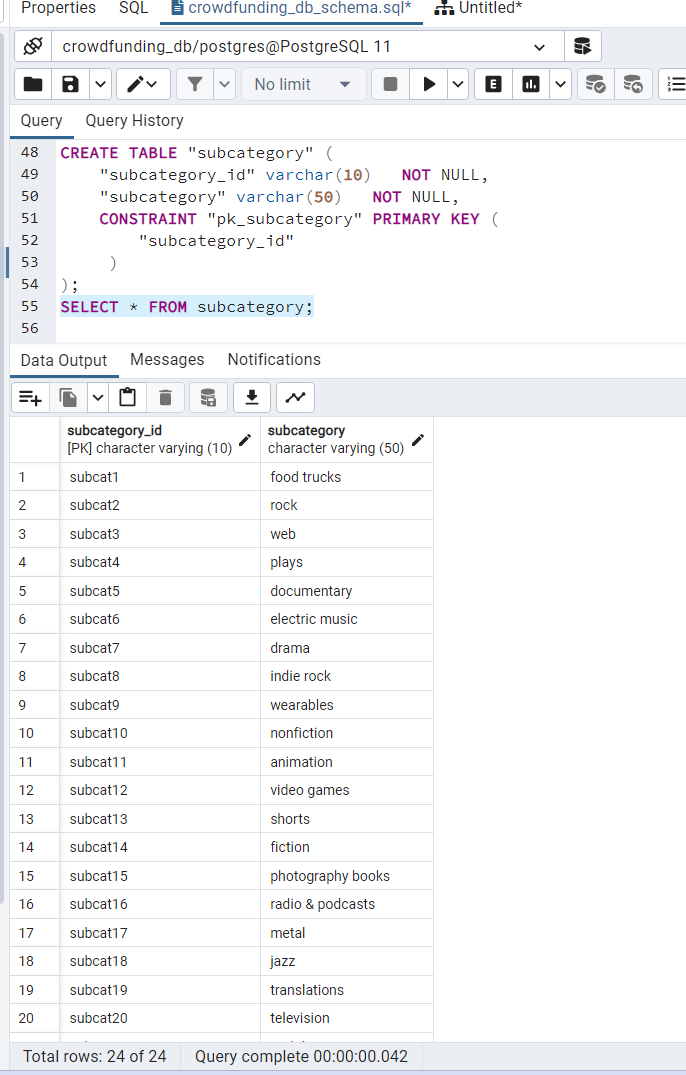 Properties SQL crowdfunding_db_schema.sql* Untitled*
crowdfunding_db/postgres@PostgreSQL 11
No limit E
Query Query History
48 CREATE TABLE "subcategory" (
49 "subcategory_id" varchar(10) NOT NULL,
50 "subcategory" varchar(50) NOT NULL,
51 CONSTRAINT "pk_subcategory" PRIMARY KEY (
52 "subcategory_id"
53 )
54 );
55 SELECT * FROM subcategory;
56
Data Output Messages Notifications
subcategory_id subcategory
[PK] character varying (10) character varying (50)
1 subcat1 food trucks
2 subcat2 rock
3 subcat3 web
4 subcat4 plays
5 subcat5 documentary
6 subcat6 electric music
7 subcat7 drama
8 subcat8 indie rock
9 subcat9 wearables
10 subcat10 nonfiction
11 subcat11 animation
12 subcat12 video games
13 subcat13 shorts
14 subcat14 fiction
15 subcat15 photography books
16 subcat16 radio & podcasts
17 subcat17 metal
18 subcat18 jazz
19 subcat19 translations
20 subcat20 television
Total rows: 24 of 24 Query complete 00:00:00.042